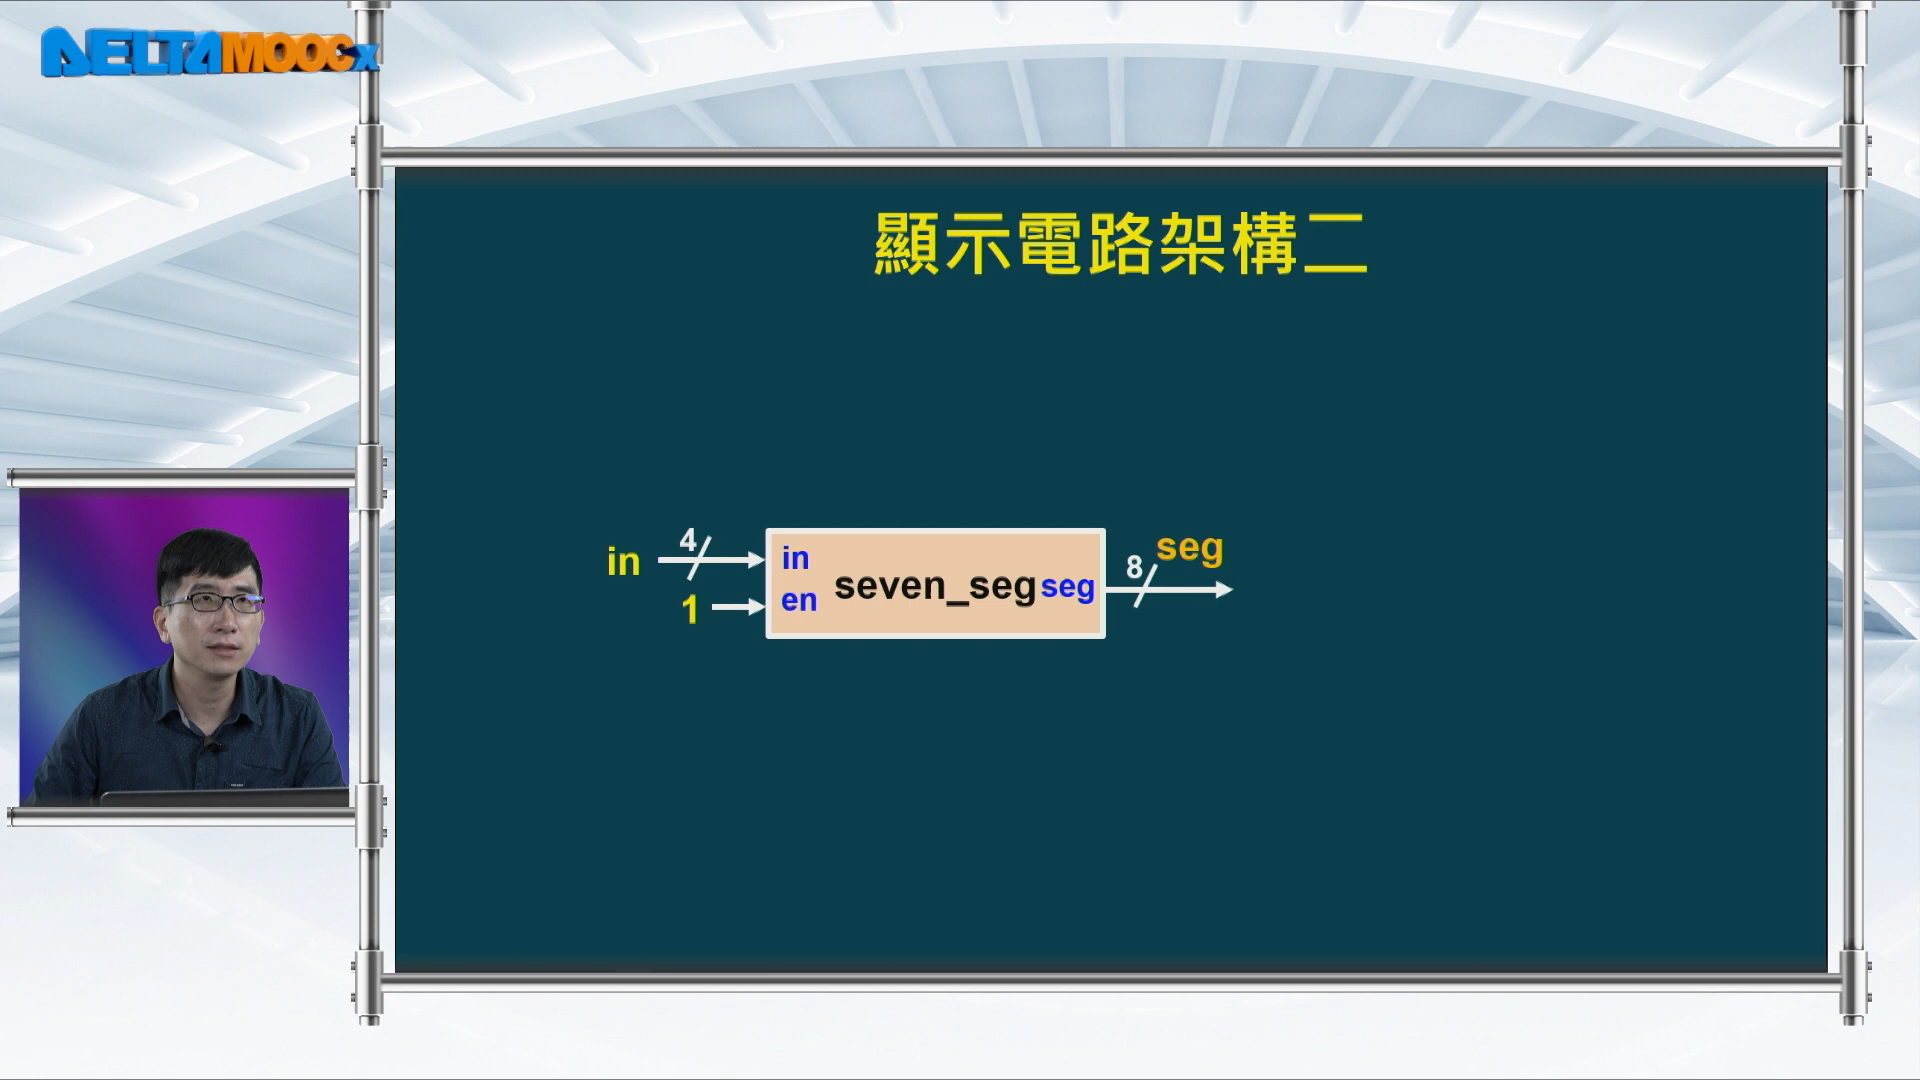 DELTAMOOCx
顯示電路架構二
in 4 in seven_seg seg 8 seg
1 en